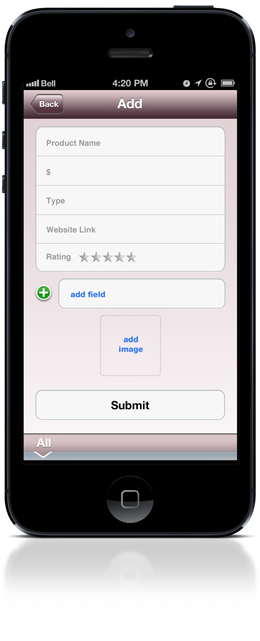 Bell 4:20 PM
Back Add
Product Name
$
Type
Website Link
Rating
add field
add
image
Submit
All